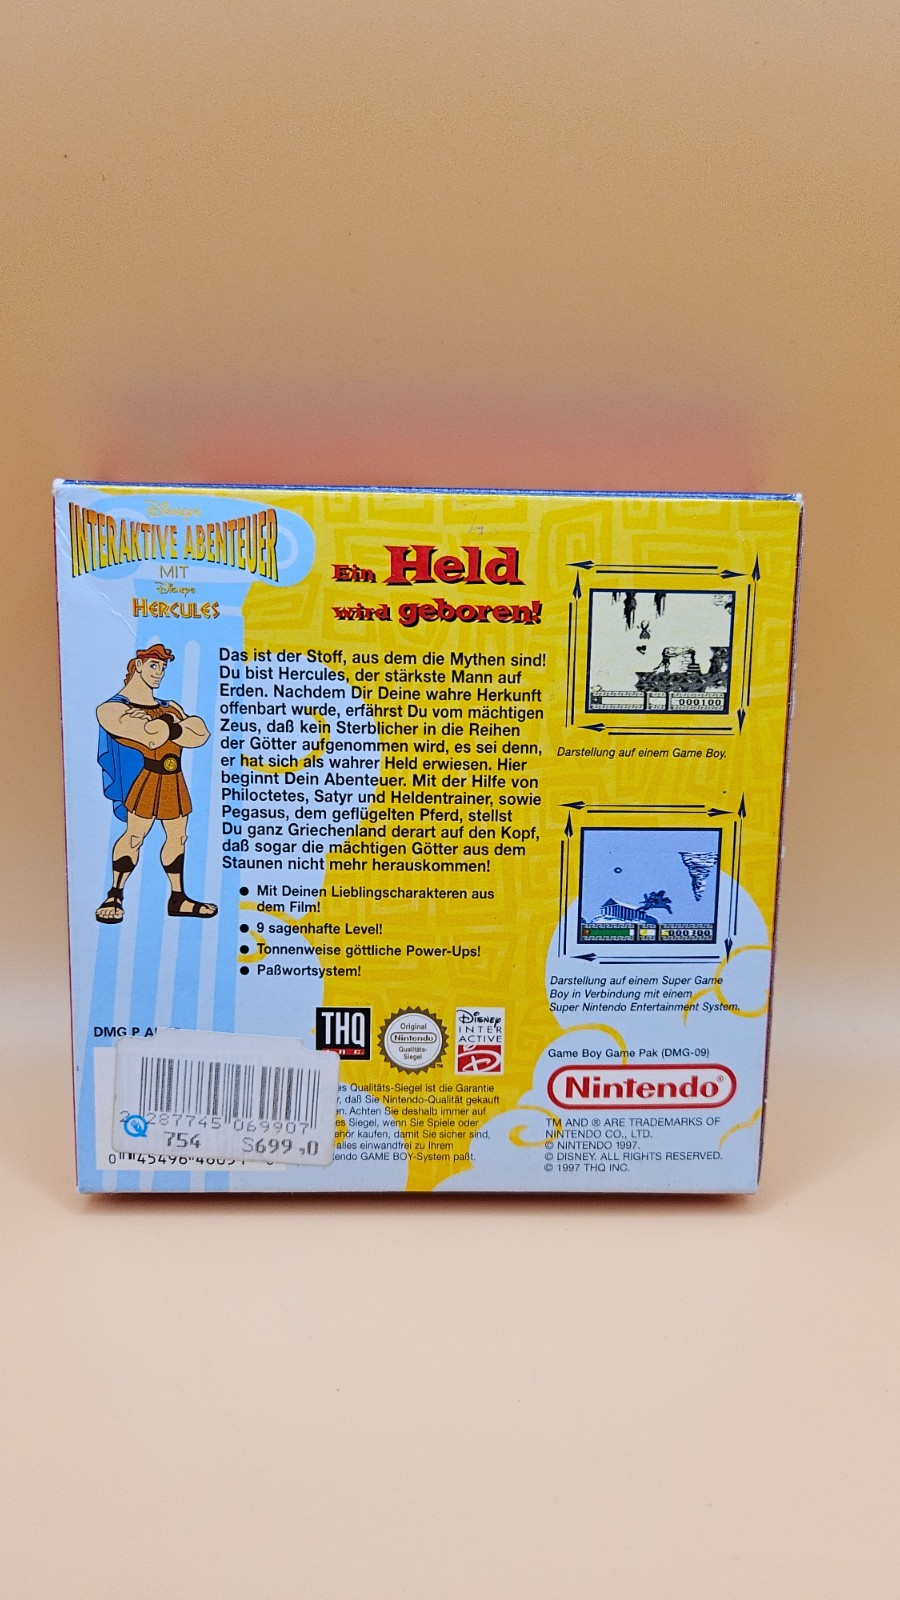 Disney's
INTERAKTIVE ABENTEUER
MIT
Disney's
HERCULES
Ein Held
wird geboren!
Das ist der Stoff, aus dem die Mythen sind!
Du bist Hercules, der stärkste Mann auf
Erden. Nachdem Dir Deine wahre Herkunft
offenbart wurde, erfährst Du vom mächtigen
Zeus, daß kein Sterblicher in die Reihen
der Götter aufgenommen wird, es sei denn,
er hat sich als wahrer Held erwiesen. Hier
beginnt Dein Abenteuer. Mit der Hilfe von
Philoctetes, Satyr und Heldentrainer, sowie
Pegasus, dem geflügelten Pferd, stellst
Du ganz Griechenland derart auf den Kopf,
daß sogar die mächtigen Götter aus dem
Staunen nicht mehr herauskommen!
● Mit Deinen Lieblingscharakteren aus
dem Film!
● 9 sagenhafte Level!
● Tonnenweise göttliche Power-Ups!
● Paßwortsystem!
000100
Darstellung auf einem Game Boy.
000200
Darstellung auf einem Super Game
Boy in Verbindung mit einem
Super Nintendo Entertainment System.
DMG P
THQ
Original
Nintendo
Qualitäts-
Siegel
TM
DISNEY
INTER
ACTIVE
es Qualitäts-Siegel ist die Garantie
, daß Sie Nintendo-Qualität gekauft
en. Achten Sie deshalb immer auf
es Siegel, wenn Sie Spiele oder
ehör kaufen, damit Sie sicher sind,
alles einwandfrei zu Ihrem
endo GAME BOY-System paßt.
2 287745 069907
754 S699,0
0 45496
Game Boy Game Pak (DMG-09)
Nintendo®
TM AND ® ARE TRADEMARKS OF
NINTENDO CO., LTD.
© NINTENDO 1997.
© DISNEY. ALL RIGHTS RESERVED.
© 1997 THQ INC.